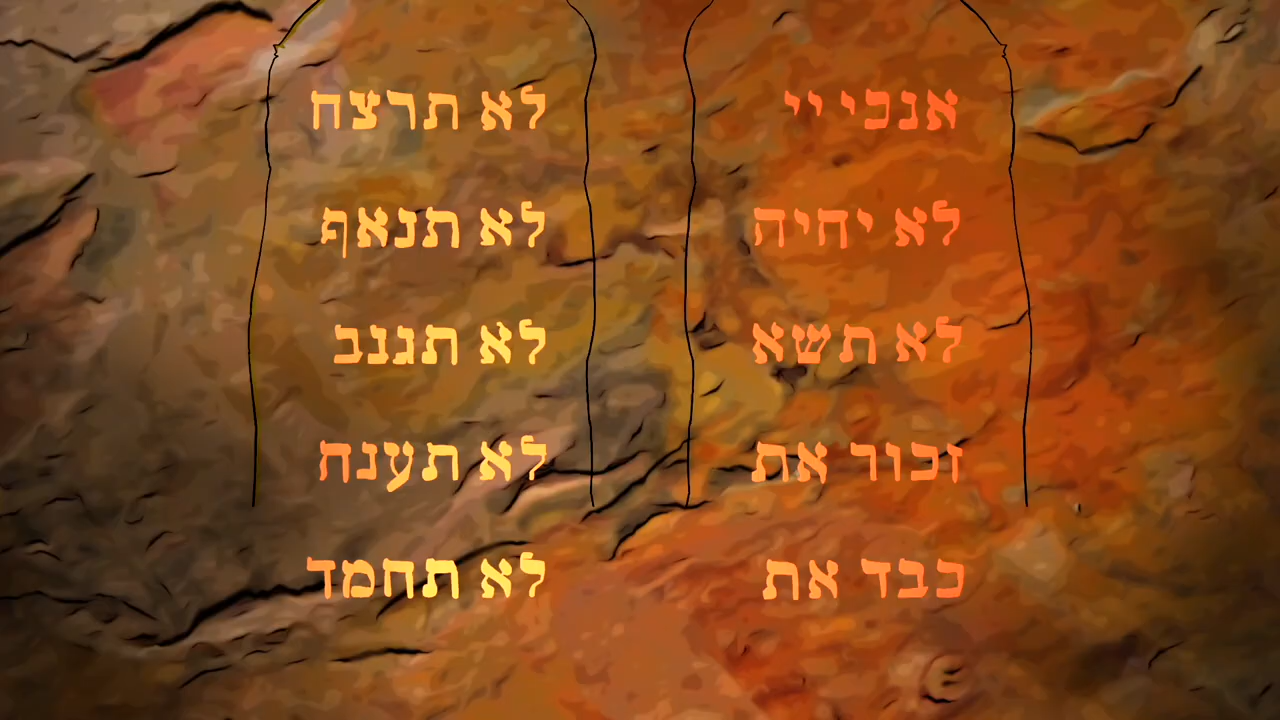 אנכי יי
לא יהיה
לא תשא
זכור את
כבד את
לא תרצח
לא תנאף
לא תגנב
לא תענה
לא תחמד